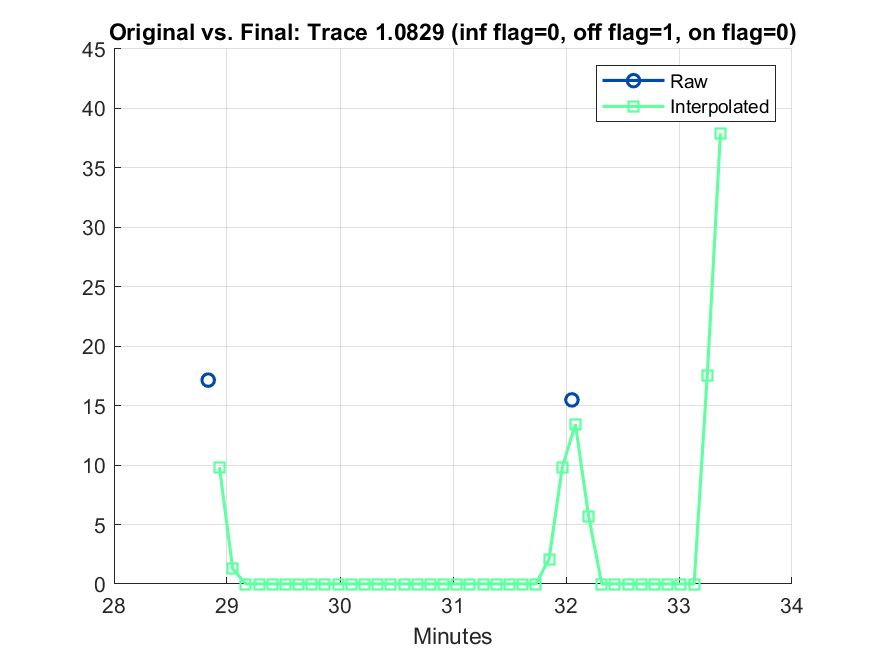 Original vs. Final: Trace 1.0829 (inf flag=0, off flag=1, on flag=0)
45
40
35
30
25
20
15
10
5
0
Raw
Interpolated
28 29 30 31 32 33 34
Minutes